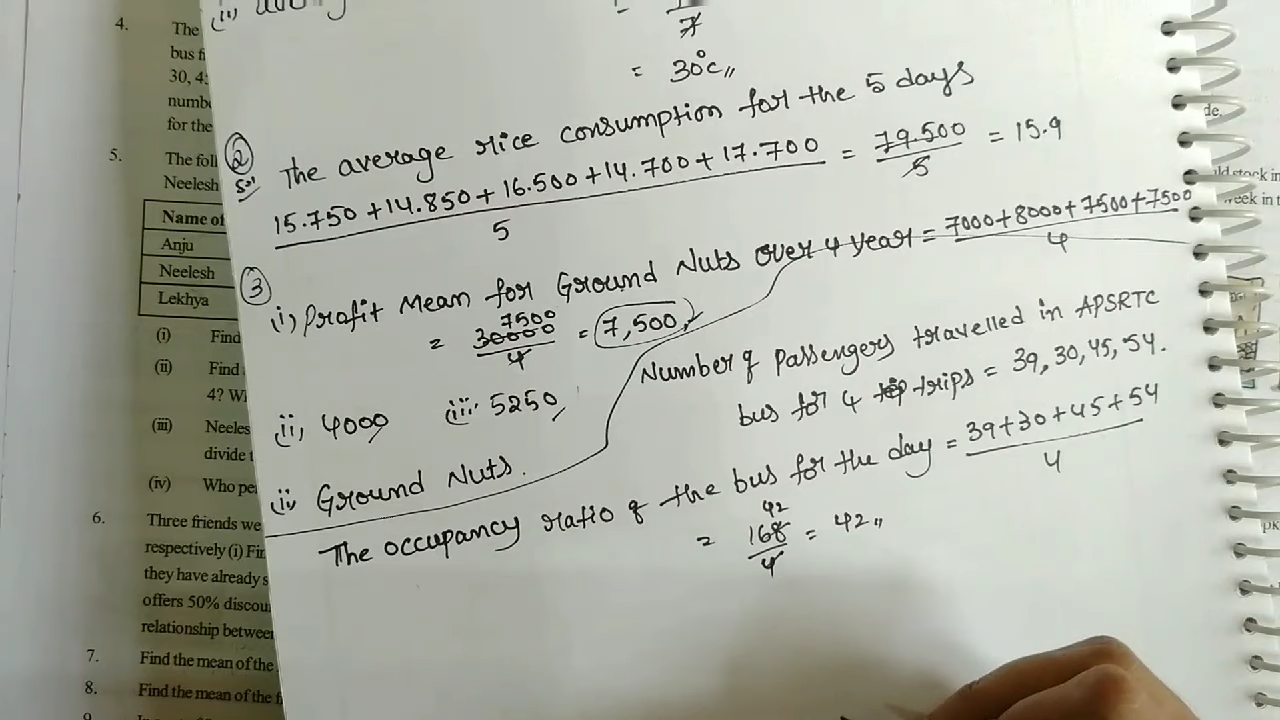 4. The
bus fi
30, 4
numb
for the
5. The foll
Neelesh
Name of
Anju
Neelesh
Lekhya
(i) Find
(ii) Find
4? W
(iii) Neeles
divide t
(iv) Who pe
6. Three friends we
respectively (i) Fin
they have already s
offers 50% discou
relationship between
7. Find the mean of the
8. Find the mean of the f
9.
7
= 30°C
② The average rice consumption for the 5 days
Sol
15.750 + 14.850 + 16.500 + 14.700 + 17.700 / 5 = 79.500 / 5 = 15.9
③
(i) Profit Mean for Ground Nuts over 4 year = 7000 + 8000 + 7500 + 7500 / 4
7500
= 30000 / 4 = 7,500
(ii) 4000 (iii) 5250
(iv Ground Nuts.
Number of passengers travelled in APSRTC
bus for 4 trips = 39, 30, 45, 54.
The occupancy ratio of the bus for the day = 39 + 30 + 45 + 54 / 4
42
= 168 / 4 = 42
de,